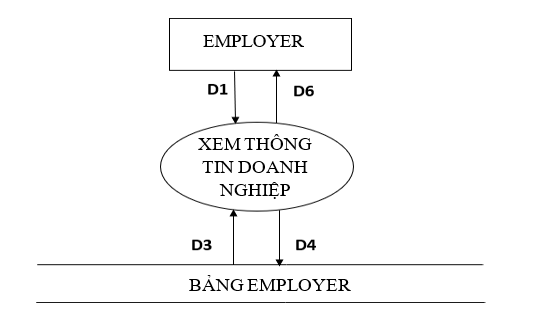 EMPLOYER
D1
D6
XEM THÔNG
TIN DOANH
NGHIỆP
D3
D4
BẢNG EMPLOYER